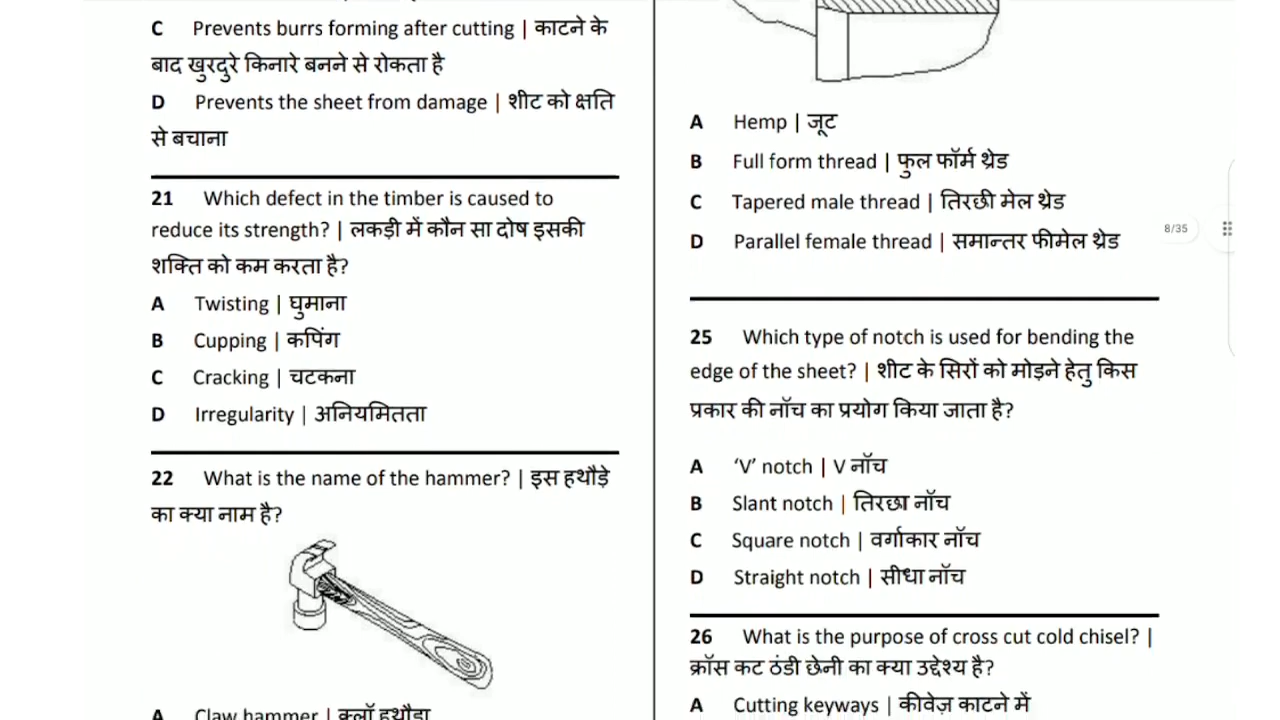 C Prevents burrs forming after cutting | काटने के
बाद खुरदुरे किनारे बनने से रोकता है
D Prevents the sheet from damage | शीट को क्षति
से बचाना
21 Which defect in the timber is caused to
reduce its strength? | लकड़ी में कौन सा दोष इसकी
शक्ति को कम करता है?
A Twisting | घुमाना
B Cupping | कपिंग
C Cracking | चटकना
D Irregularity | अनियमितता
22 What is the name of the hammer? | इस हथौड़े
का क्या नाम है?
A Claw hammer | क्लॉ हथौड़ा
A Hemp | जूट
B Full form thread | फुल फॉर्म थ्रेड
C Tapered male thread | तिरछी मेल थ्रेड
D Parallel female thread | समान्तर फीमेल थ्रेड
25 Which type of notch is used for bending the
edge of the sheet? | शीट के सिरों को मोड़ने हेतु किस
प्रकार की नॉच का प्रयोग किया जाता है?
A ‘V’ notch | V नॉच
B Slant notch | तिरछा नॉच
C Square notch | वर्गाकार नॉच
D Straight notch | सीधा नॉच
26 What is the purpose of cross cut cold chisel? |
क्रॉस कट ठंडी छेनी का क्या उद्देश्य है?
A Cutting keyways | कीवेज़ काटने में
8/35